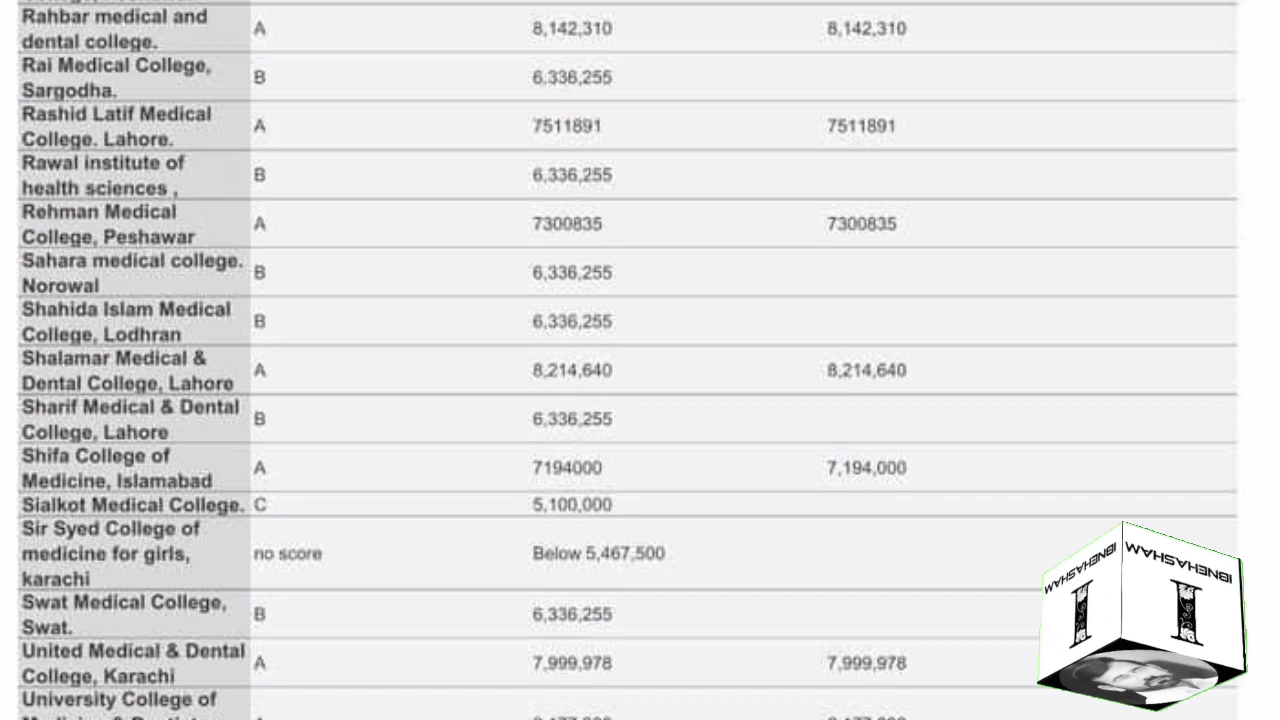 Rahbar medical and
dental college.
A 8,142,310 8,142,310
Rai Medical College,
Sargodha.
B 6,336,255
Rashid Latif Medical
College. Lahore.
A 7511891 7511891
Rawal institute of
health sciences ,
B 6,336,255
Rehman Medical
College, Peshawar
A 7300835 7300835
Sahara medical college.
Norowal
B 6,336,255
Shahida Islam Medical
College, Lodhran
B 6,336,255
Shalamar Medical &
Dental College, Lahore
A 8,214,640 8,214,640
Sharif Medical & Dental
College, Lahore
B 6,336,255
Shifa College of
Medicine, Islamabad
A 7194000 7,194,000
Sialkot Medical College. C 5,100,000
Sir Syed College of
medicine for girls,
karachi
no score Below 5,467,500
Swat Medical College,
Swat.
B 6,336,255
United Medical & Dental
College, Karachi
A 7,999,978 7,999,978
University College of
IBNEHASHAM
IBNEHASHAM
I I